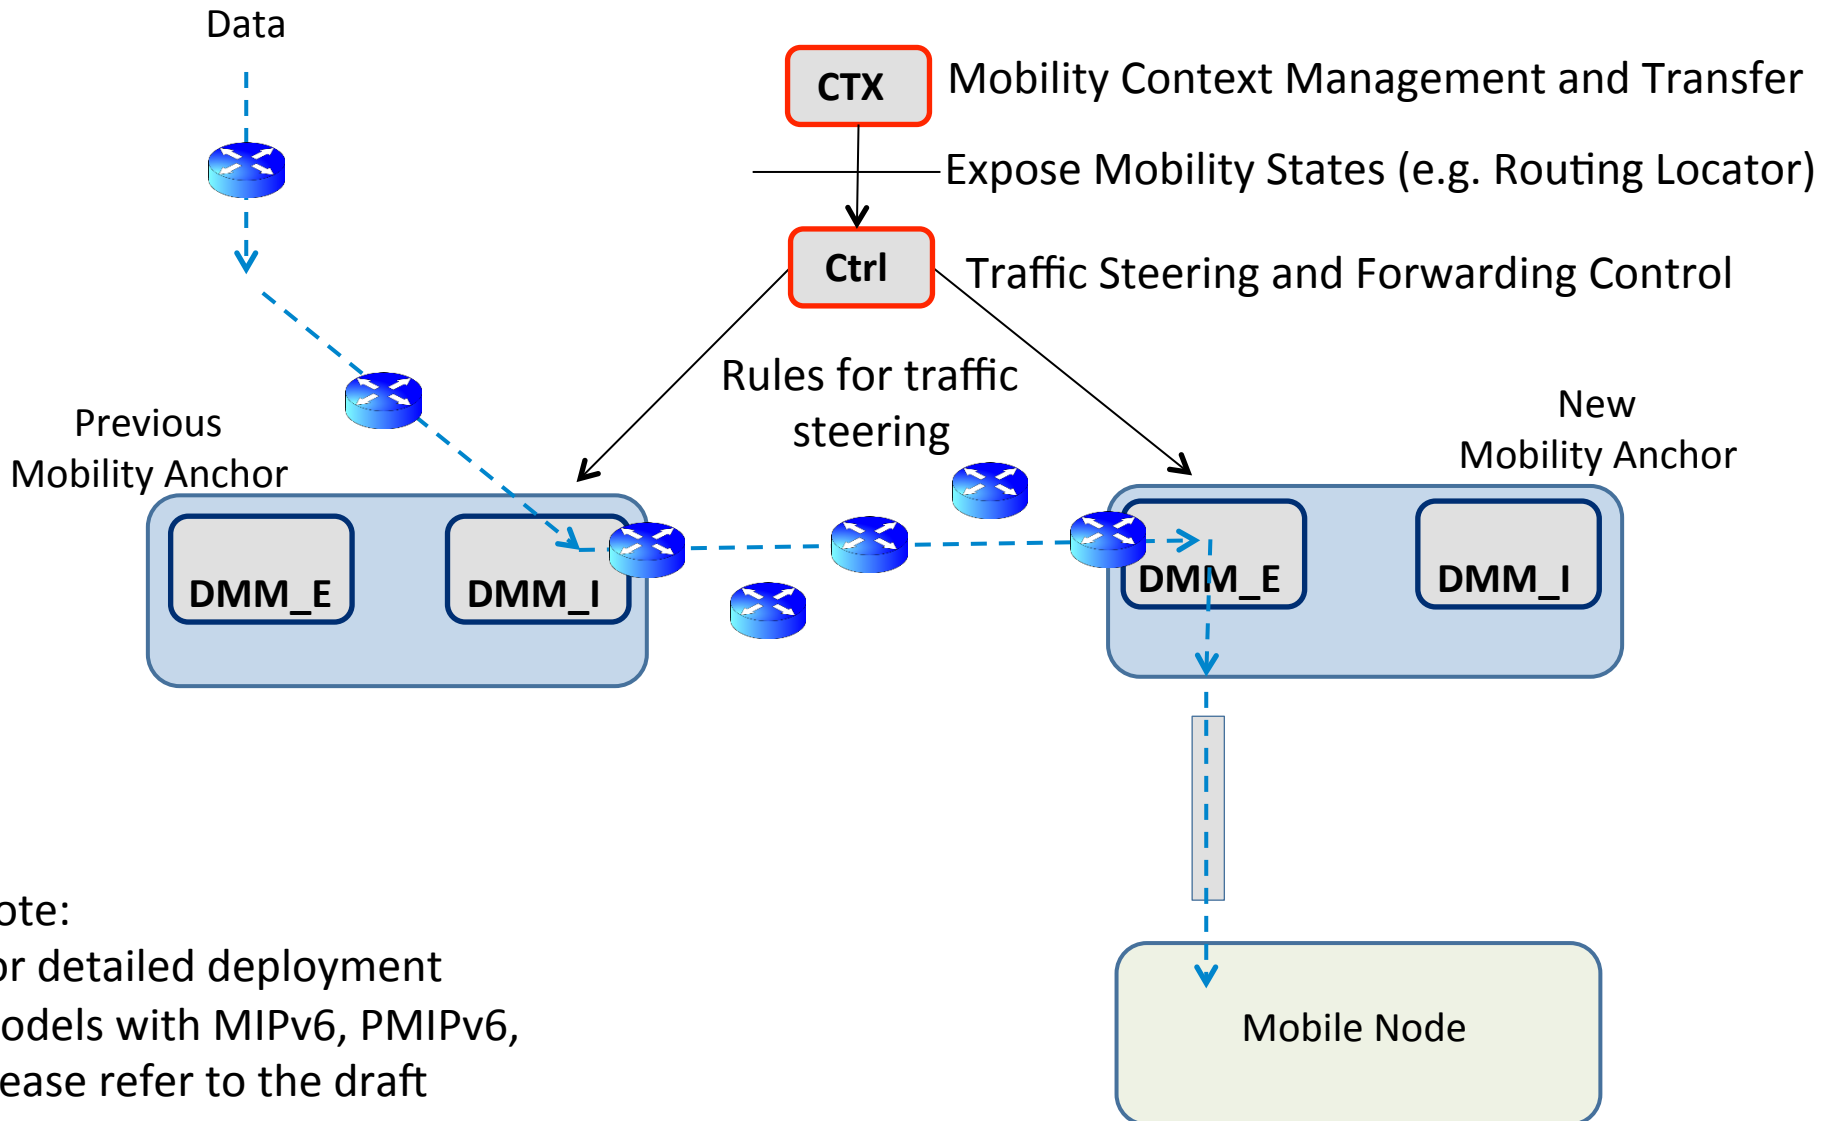 Data
CTX
Mobility Context Management and Transfer
Expose Mobility States (e.g. Routing Locator)
Ctrl
Traffic Steering and Forwarding Control
Rules for traffic
steering
Previous
Mobility Anchor
New
Mobility Anchor
DMM_E
DMM_I
DMM_E
DMM_I
ote:
or detailed deployment
odels with MIPv6, PMIPv6,
ease refer to the draft
Mobile Node